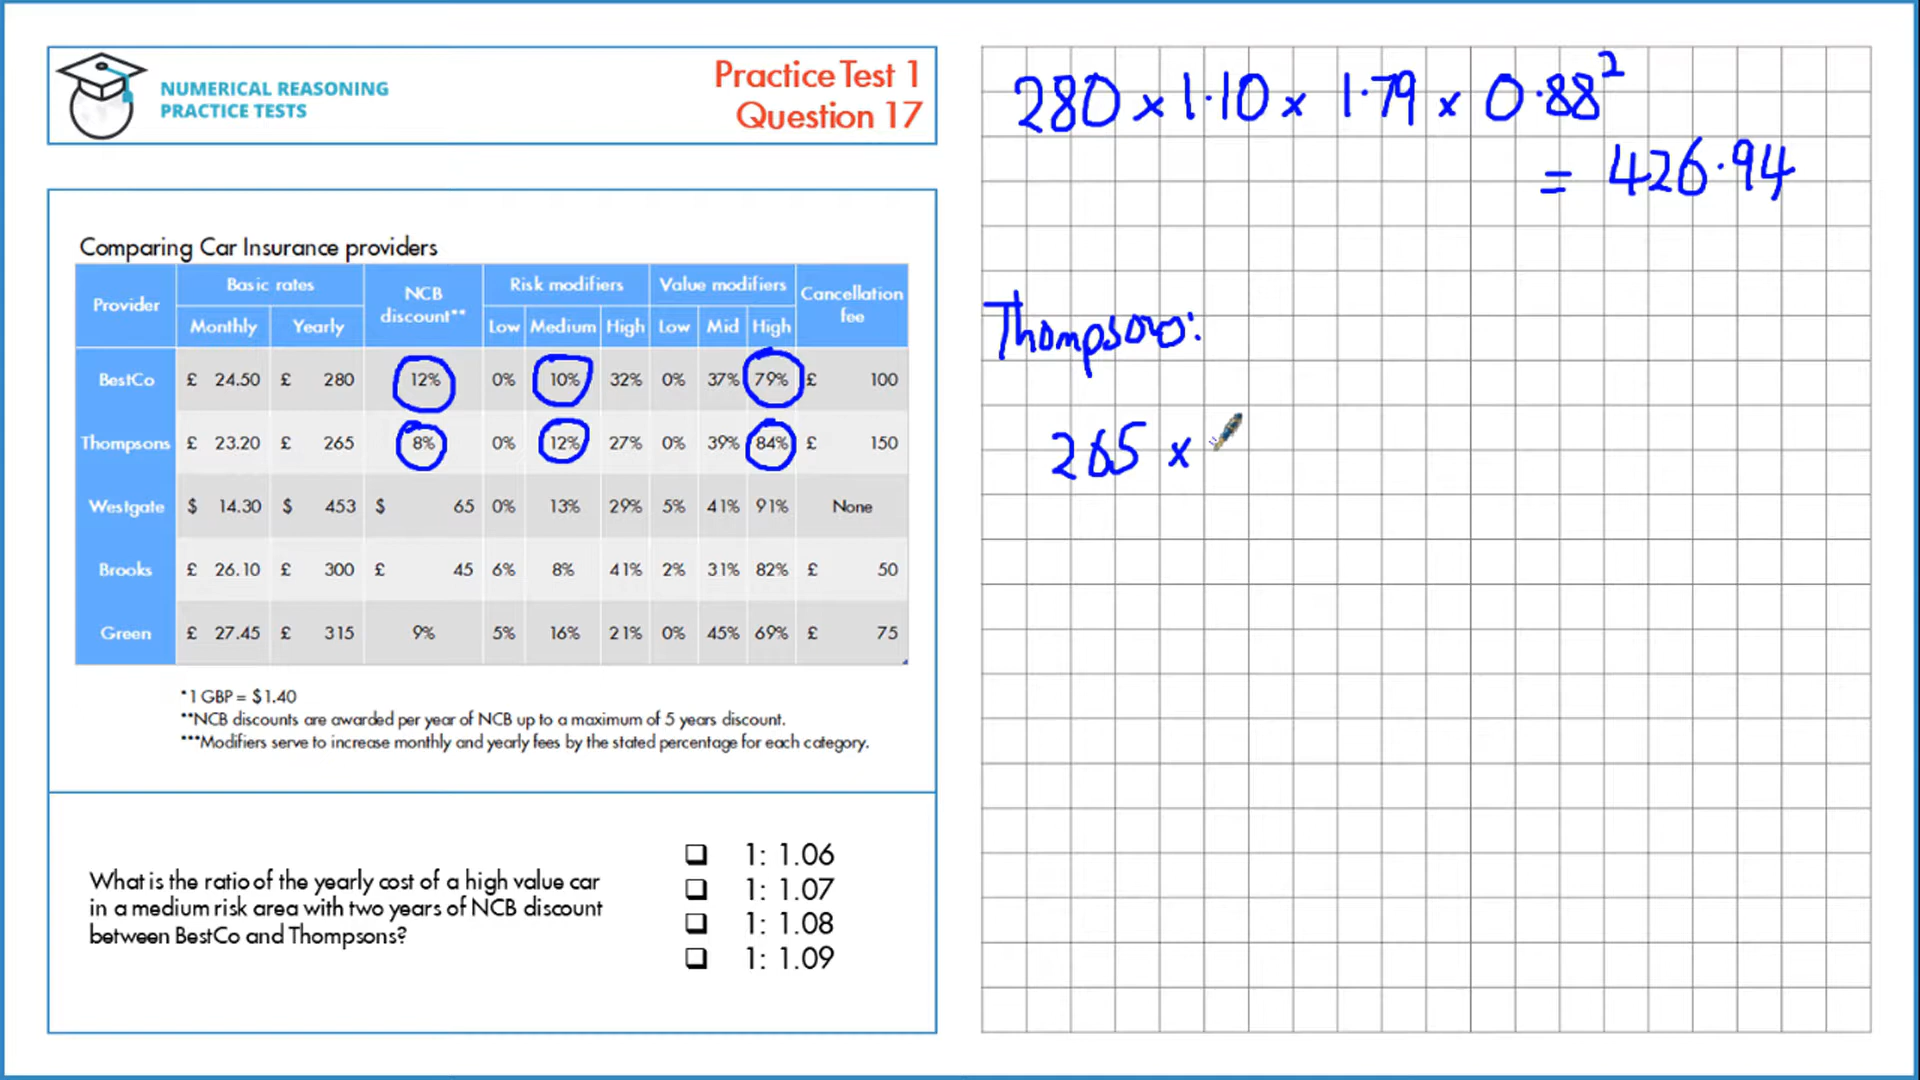 NUMERICAL REASONING
PRACTICE TESTS
Practice Test 1
Question 17
Comparing Car Insurance providers
Provider Basic rates NCB discount** Risk modifiers Value modifiers Cancellation fee
Monthly Yearly Low Medium High Low Mid High
BestCo £ 24.50 £ 280 12% 0% 10% 32% 0% 37% 79% £ 100
Thompsons £ 23.20 £ 265 8% 0% 12% 27% 0% 39% 84% £ 150
Westgate $ 14.30 $ 453 $ 65 0% 13% 29% 5% 41% 91% None
Brooks £ 26.10 £ 300 £ 45 6% 8% 41% 2% 31% 82% £ 50
Green £ 27.45 £ 315 9% 5% 16% 21% 0% 45% 69% £ 75
*1 GBP = $1.40
**NCB discounts are awarded per year of NCB up to a maximum of 5 years discount.
***Modifiers serve to increase monthly and yearly fees by the stated percentage for each category.
What is the ratio of the yearly cost of a high value car
in a medium risk area with two years of NCB discount
between BestCo and Thompsons?
1: 1.06
1: 1.07
1: 1.08
1: 1.09
280 × 1·10 × 1·79 × 0·88²
= 426·94
Thompsons:
265 ×